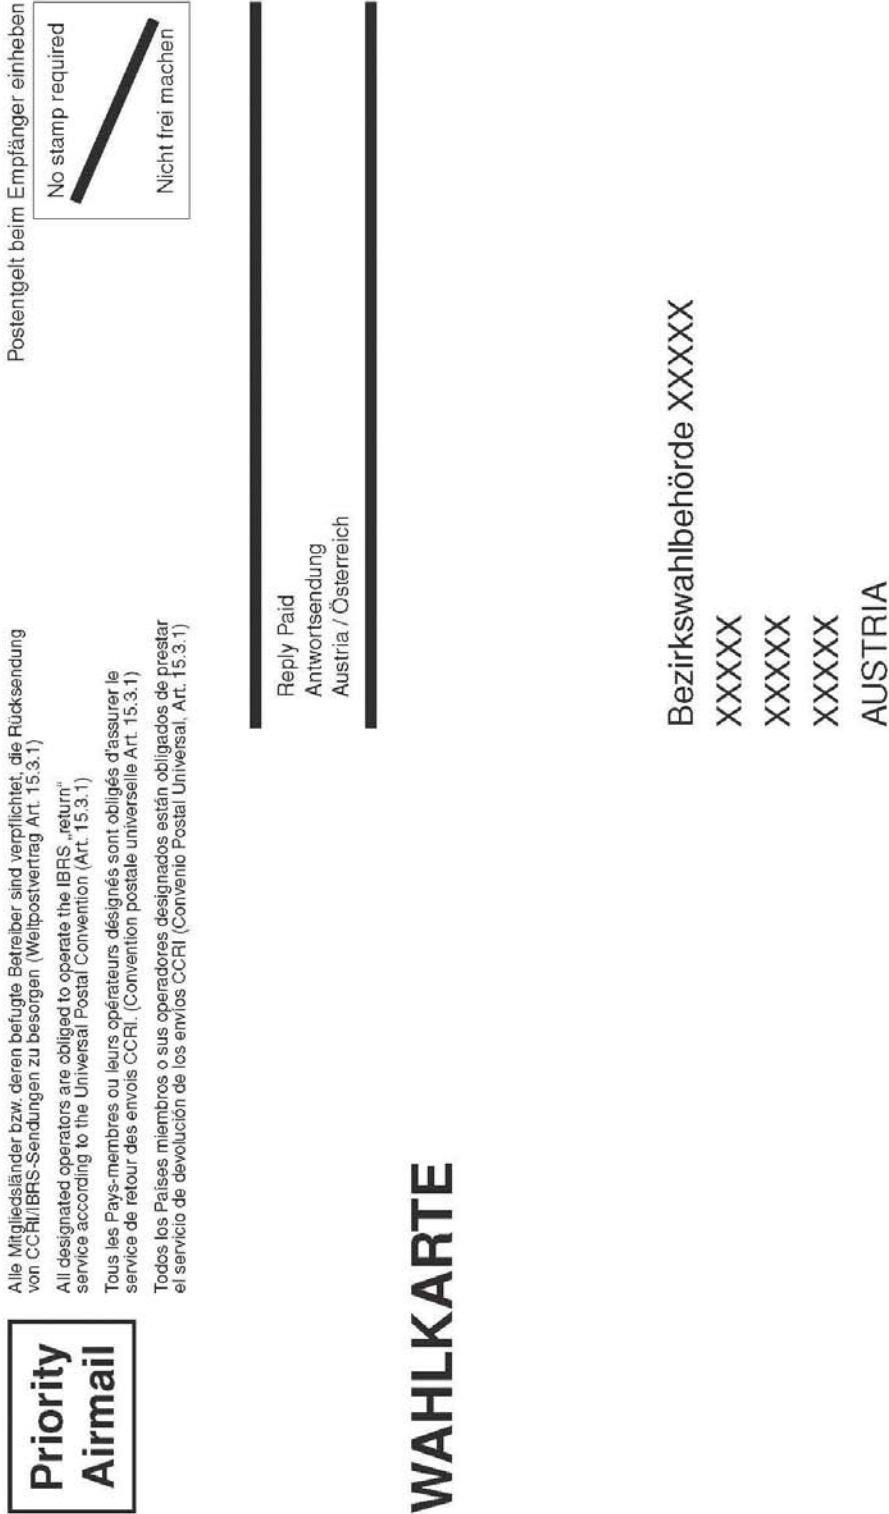 Priority
Airmail
Alle Mitgliedsländer bzw. deren befugte Betreiber sind verpflichtet, die Rücksendung
von CCRI/IBRS-Sendungen zu besorgen (Weltpostvertrag Art. 15.3.1)
All designated operators are obliged to operate the IBRS „return“
service according to the Universal Postal Convention (Art. 15.3.1)
Tous les Pays-membres ou leurs opérateurs désignés sont obligés d'assurer le
service de retour des envois CCRI. (Convention postale universelle Art. 15.3.1)
Todos los Países miembros o sus operadores designados están obligados de prestar
el servicio de devolución de los envíos CCRI (Convenio Postal Universal, Art. 15.3.1)
Postentgelt beim Empfänger einheben
No stamp required
Nicht frei machen
Reply Paid
Antwortsendung
Austria / Österreich
WAHLKARTE
Bezirkswahlbehörde XXXXX
XXXXX
XXXXX
XXXXX
AUSTRIA